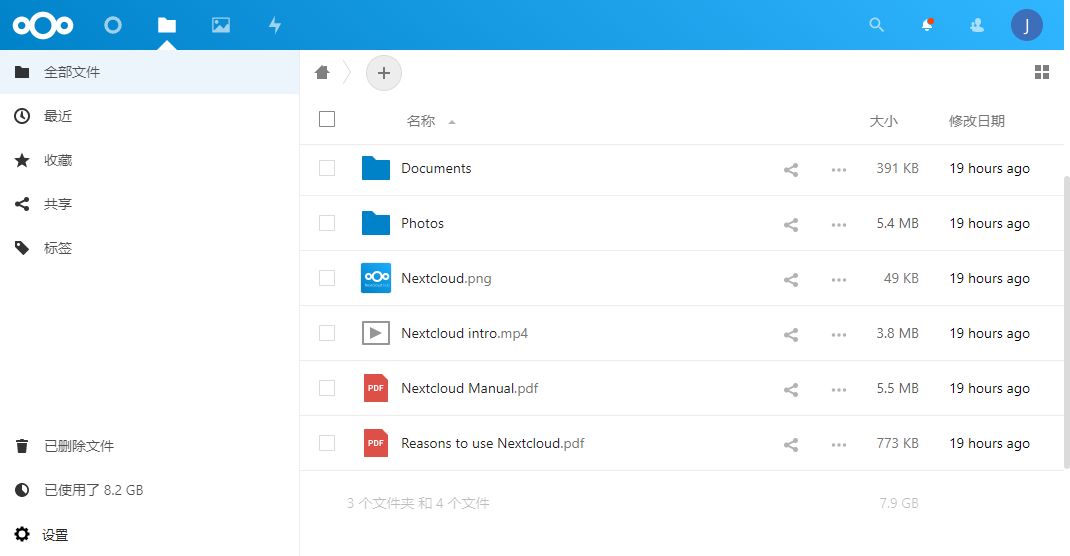 J
全部文件
最近
收藏
共享
标签
已删除文件
已使用了 8.2 GB
设置
名称 大小 修改日期
Documents 391 KB 19 hours ago
Photos 5.4 MB 19 hours ago
Nextcloud.png 49 KB 19 hours ago
Nextcloud intro.mp4 3.8 MB 19 hours ago
PDF Nextcloud Manual.pdf 5.5 MB 19 hours ago
PDF Reasons to use Nextcloud.pdf 773 KB 19 hours ago
3 个文件夹 和 4 个文件 7.9 GB